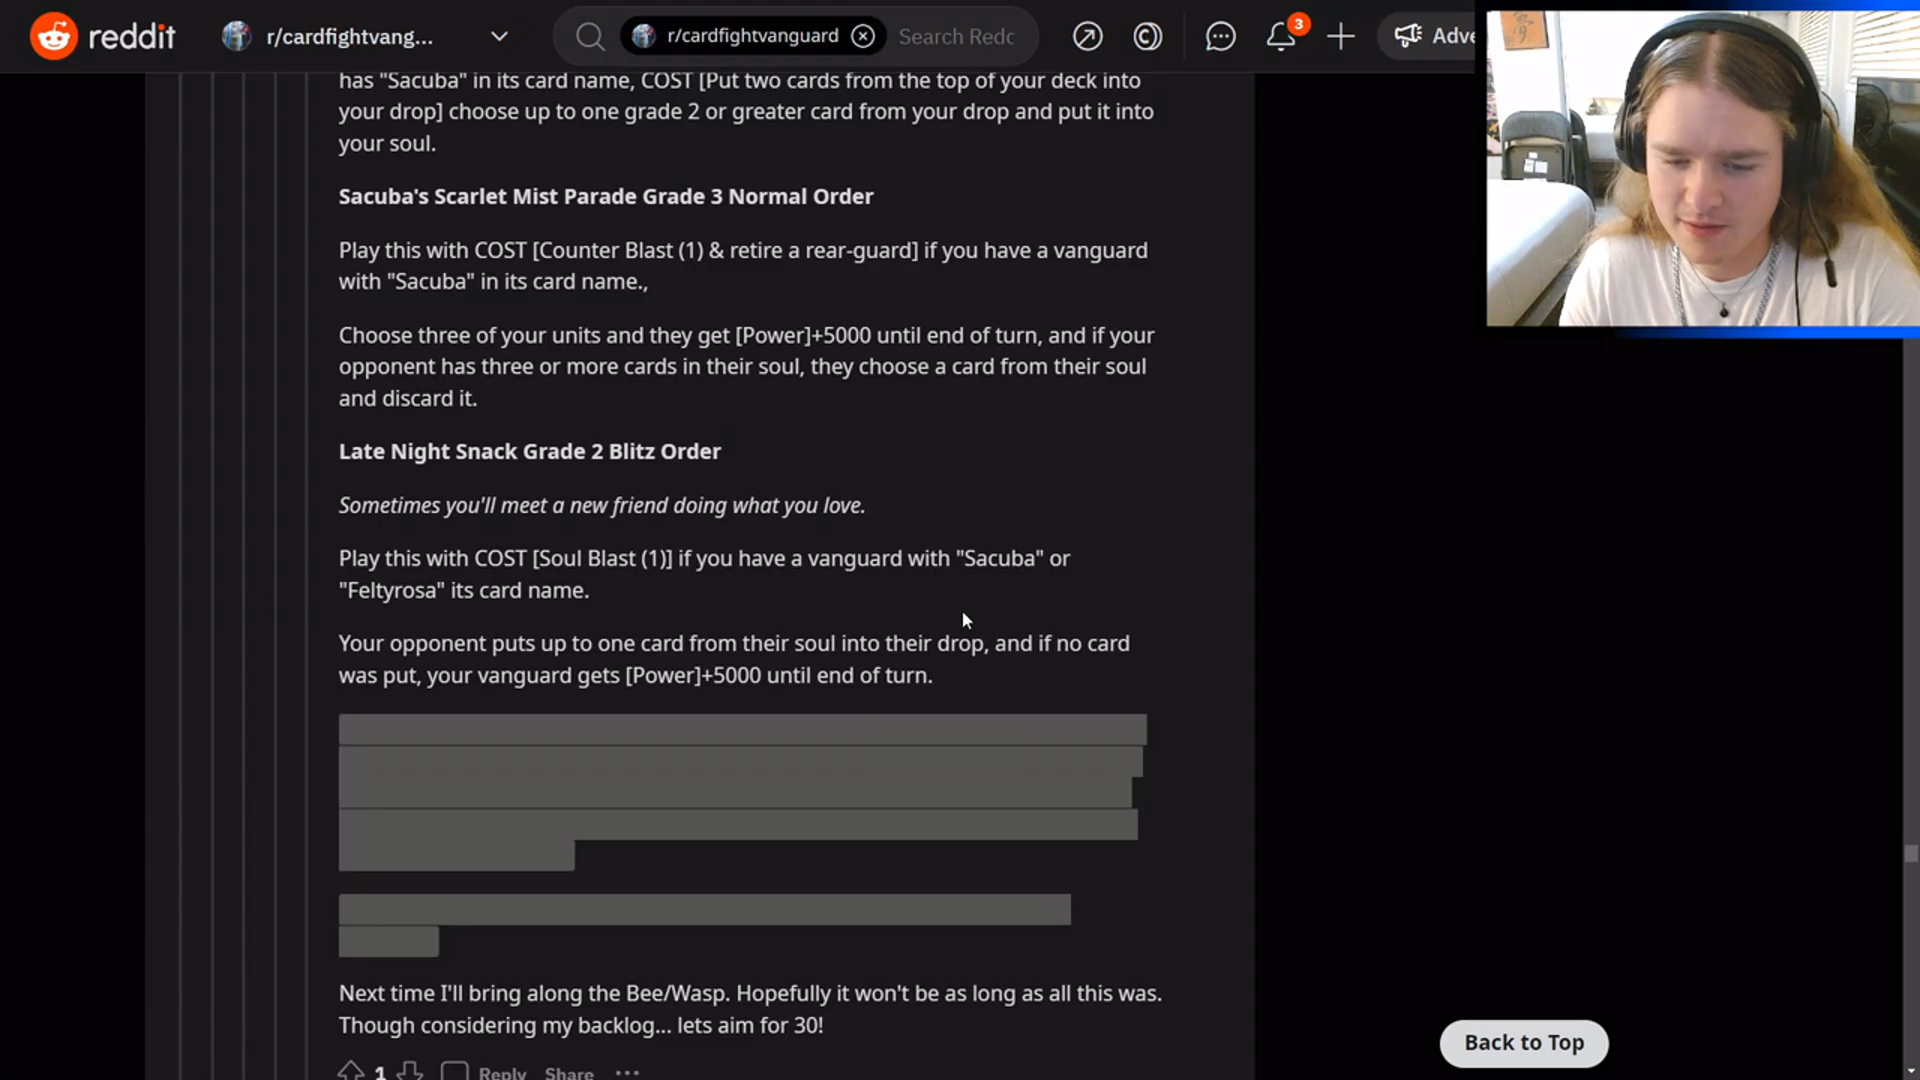 reddit
r/cardfightvang...
r/cardfightvanguard
Search Redc
3
Adve
has "Sacuba" in its card name, COST [Put two cards from the top of your deck into
your drop] choose up to one grade 2 or greater card from your drop and put it into
your soul.
Sacuba's Scarlet Mist Parade Grade 3 Normal Order
Play this with COST [Counter Blast (1) & retire a rear-guard] if you have a vanguard
with "Sacuba" in its card name.,
Choose three of your units and they get [Power]+5000 until end of turn, and if your
opponent has three or more cards in their soul, they choose a card from their soul
and discard it.
Late Night Snack Grade 2 Blitz Order
Sometimes you'll meet a new friend doing what you love.
Play this with COST [Soul Blast (1)] if you have a vanguard with "Sacuba" or
"Feltyrosa" its card name.
Your opponent puts up to one card from their soul into their drop, and if no card
was put, your vanguard gets [Power]+5000 until end of turn.
Next time I'll bring along the Bee/Wasp. Hopefully it won't be as long as all this was.
Though considering my backlog... lets aim for 30!
1
Reply
Share
Back to Top